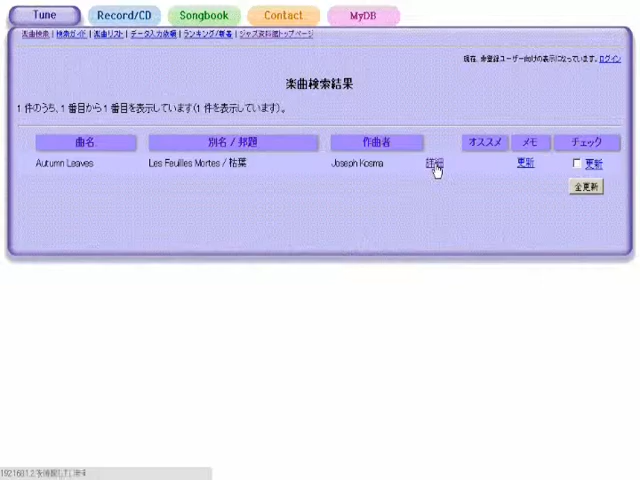 Tune Record/CD Songbook Contact MyDB
楽曲検索 | 検索ガイド | 楽曲リスト | データ入力依頼 | ランキング/新着 | ジャズ資料館トップページ
現在、未登録ユーザー向けの表示になっています。ログイン
楽曲検索結果
1 件のうち、1 番目から 1 番目を表示しています(1 件を表示しています)。
曲名 別名 / 邦題 作曲者 オススメ メモ チェック
Autumn Leaves Les Feuilles Mortes / 枯葉 Joseph Kosma 詳細 更新 更新
全更新